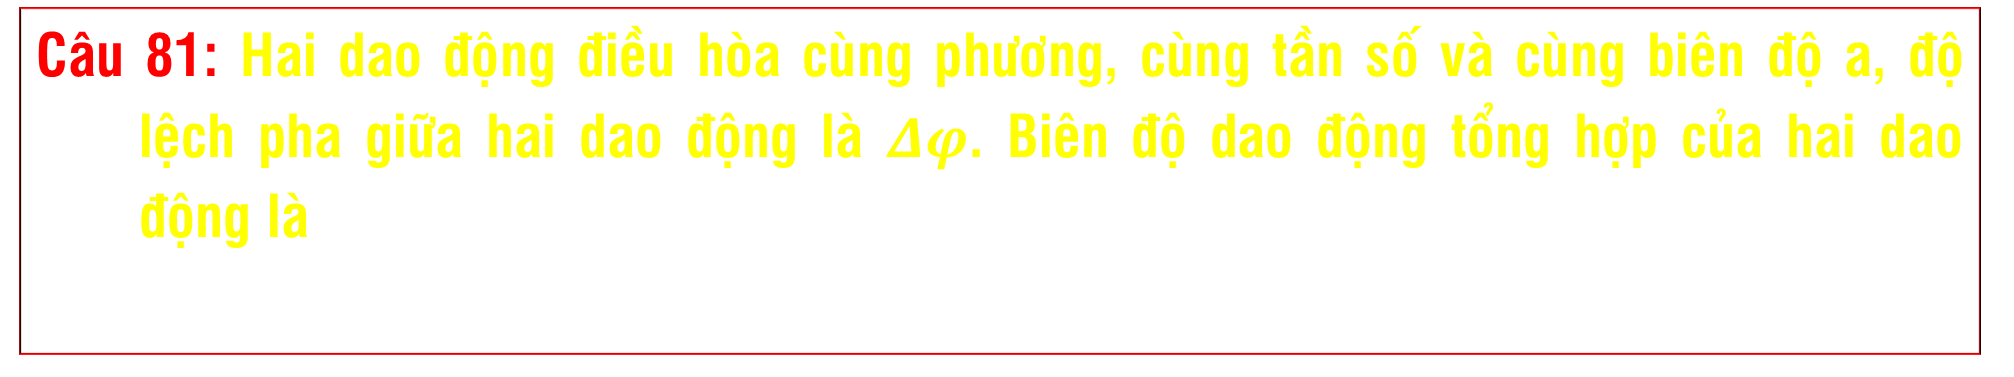 Câu 81: Hai dao động điều hòa cùng phương, cùng tần số và cùng biên độ a, độ
lệch pha giữa hai dao động là Δφ. Biên độ dao động tổng hợp của hai dao
động là